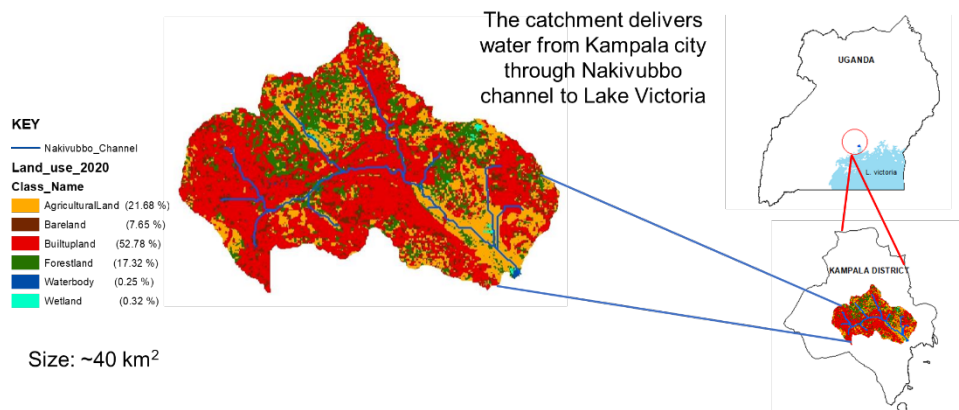 The catchment delivers
water from Kampala city
through Nakivubbo
channel to Lake Victoria
KEY
Nakivubbo_Channel
Land_use_2020
Class_Name
AgriculturalLand (21.68 %)
Bareland (7.65 %)
Builtupland (52.78 %)
Forestland (17.32 %)
Waterbody (0.25 %)
Wetland (0.32 %)
Size: ~40 km²
UGANDA
L. victoria
KAMPALA DISTRICT